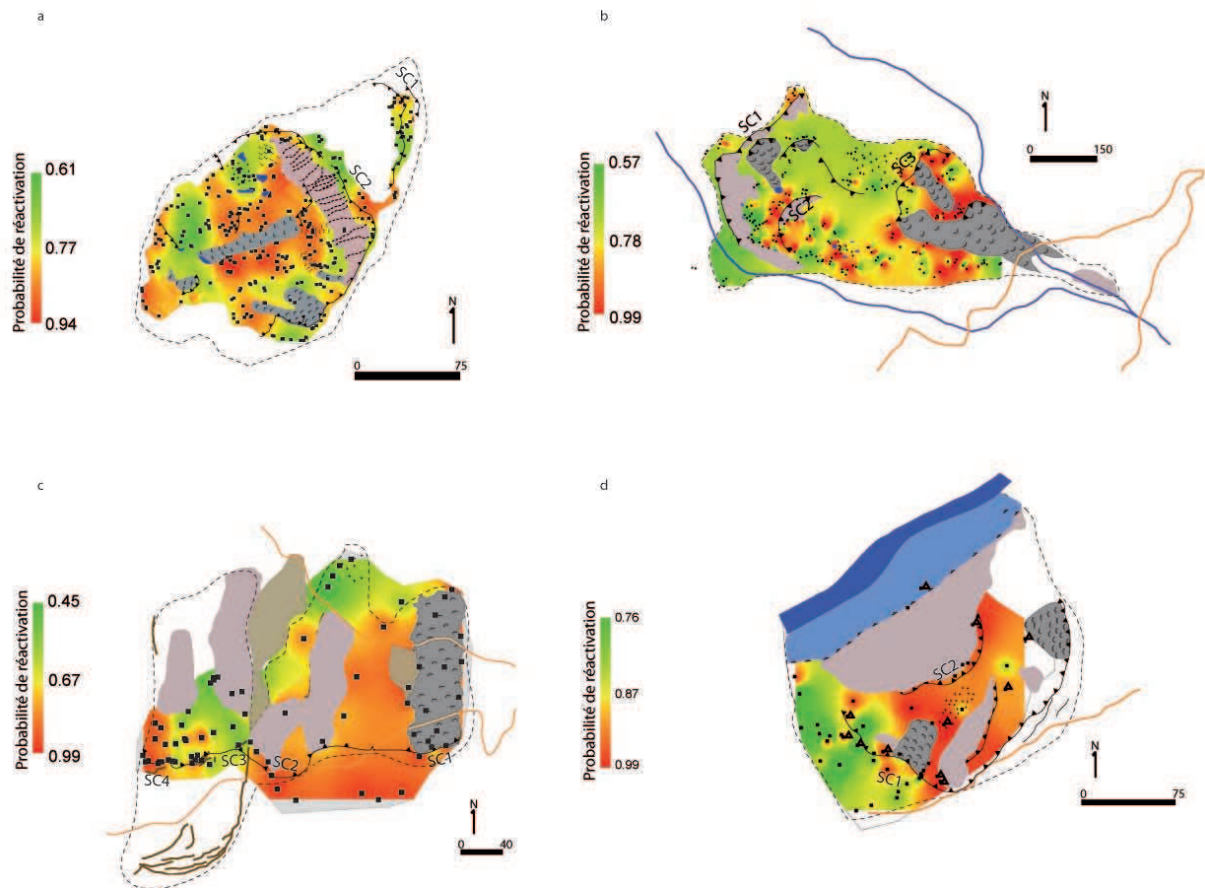 a
SC1
Probabilité de réactivation
0.61
0.77
0.94
SC2
N
0
75
b
SC1
N
0
150
Probabilité de réactivation
0.57
0.78
0.99
SC2
SC3
c
Probabilité de réactivation
0.45
0.67
0.99
SC4
SC3
SC2
SC1
N
0
40
d
Probabilité de réactivation
0.76
0.87
0.99
SC2
SC1
N
0
75